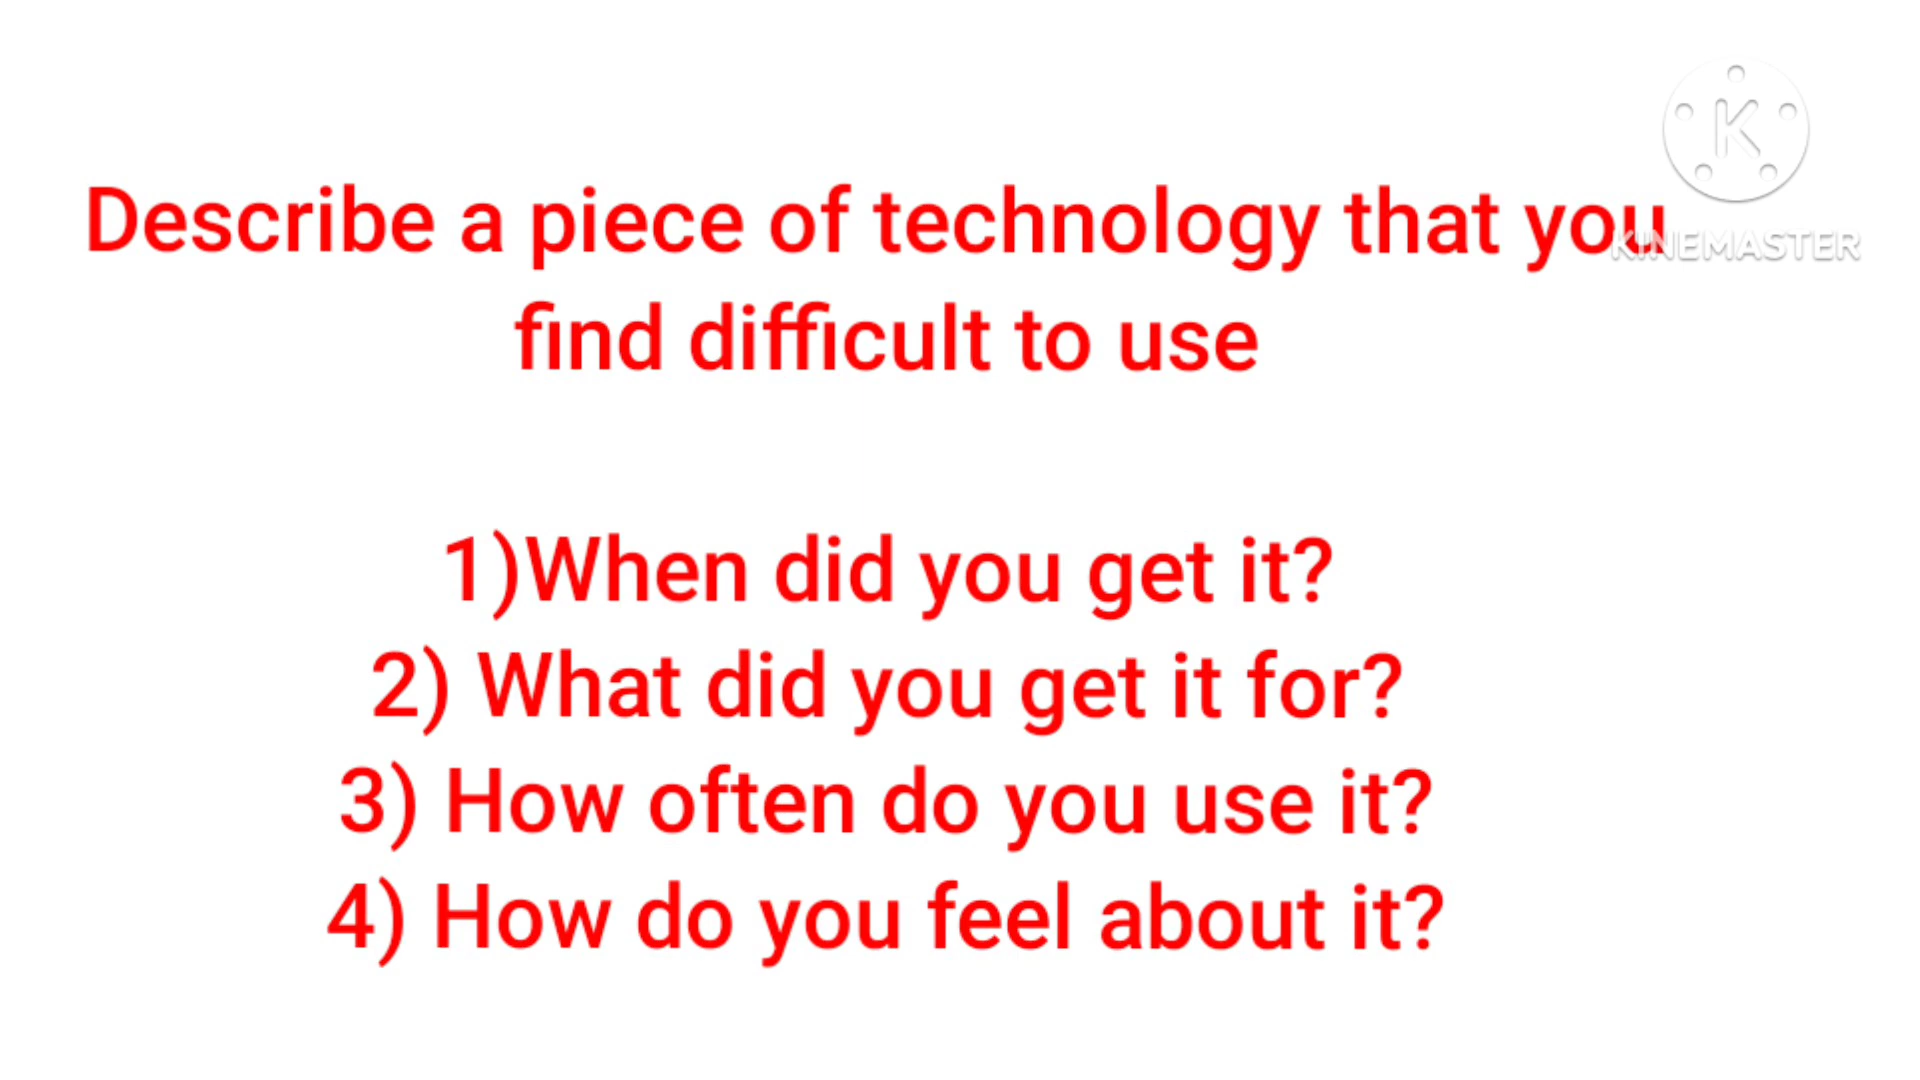 Describe a piece of technology that you
find difficult to use
1)When did you get it?
2) What did you get it for?
3) How often do you use it?
4) How do you feel about it?
K
KINEMASTER